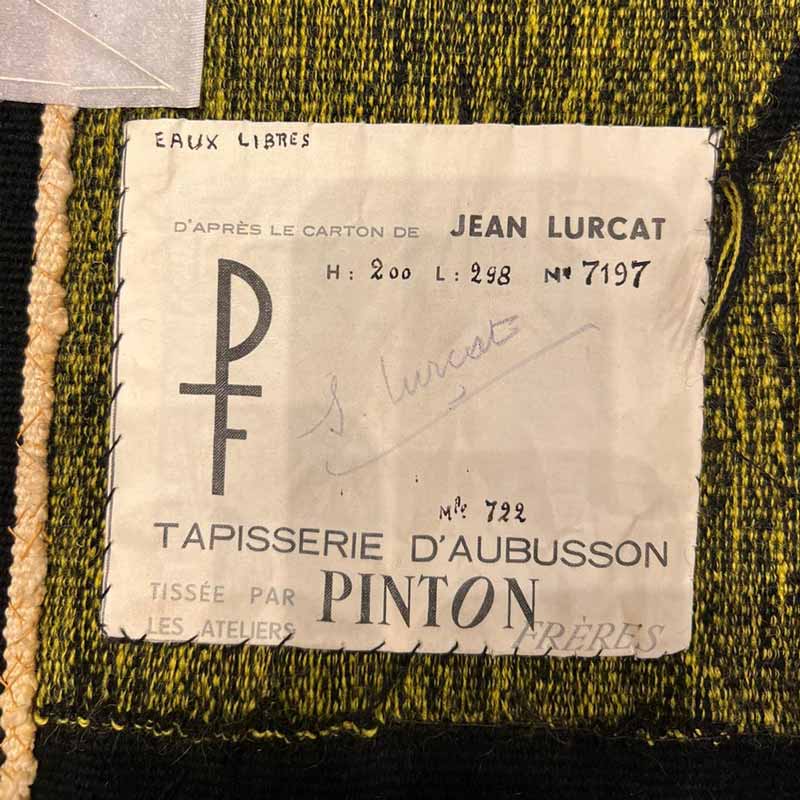 EAUX LIBRES
D'APRÈS LE CARTON DE JEAN LURCAT
H: 200 L: 298 No 7197
PF
S. Lurcat
Mle. 722
TAPISSERIE D'AUBUSSON
TISSÉE PAR PINTON
LES ATELIERS FRÈRES